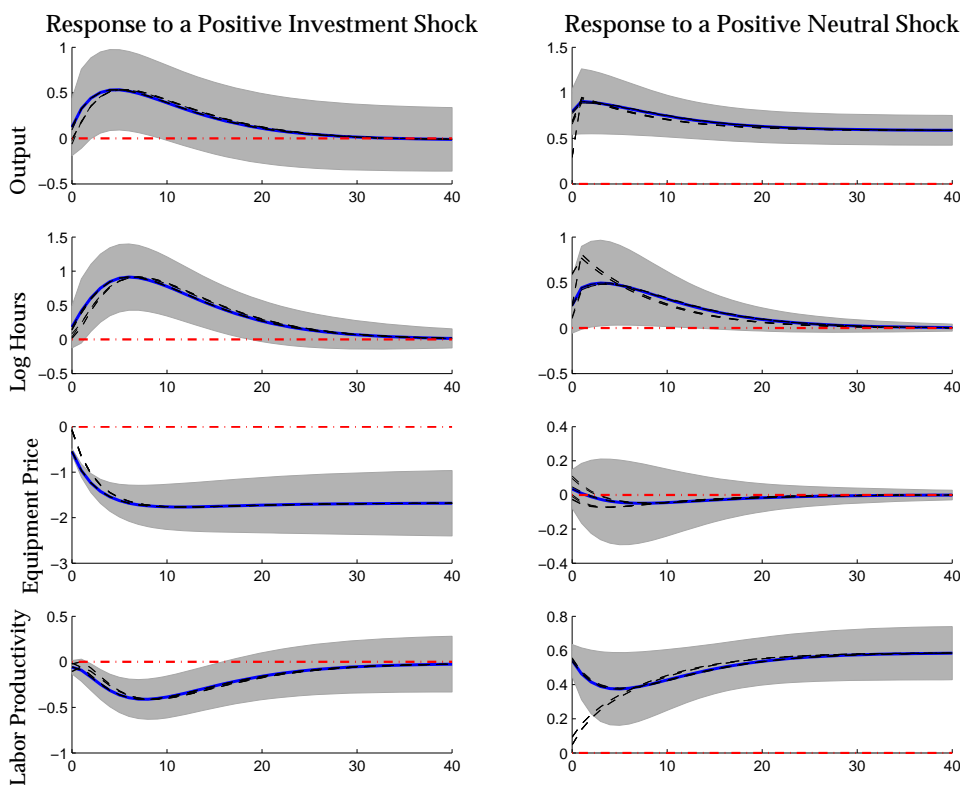 Response to a Positive Investment Shock
Response to a Positive Neutral Shock
Output
1
0.5
0
−0.5
0 10 20 30 40
1.5
1
0.5
0
0 10 20 30 40
Log Hours
1.5
1
0.5
0
−0.5
0 10 20 30 40
1
0.5
0
−0.5
0 10 20 30 40
Equipment Price
0
−1
−2
−3
0 10 20 30 40
0.4
0.2
0
−0.2
−0.4
0 10 20 30 40
Labor Productivity
0.5
0
−0.5
−1
0 10 20 30 40
0.8
0.6
0.4
0.2
0
0 10 20 30 40